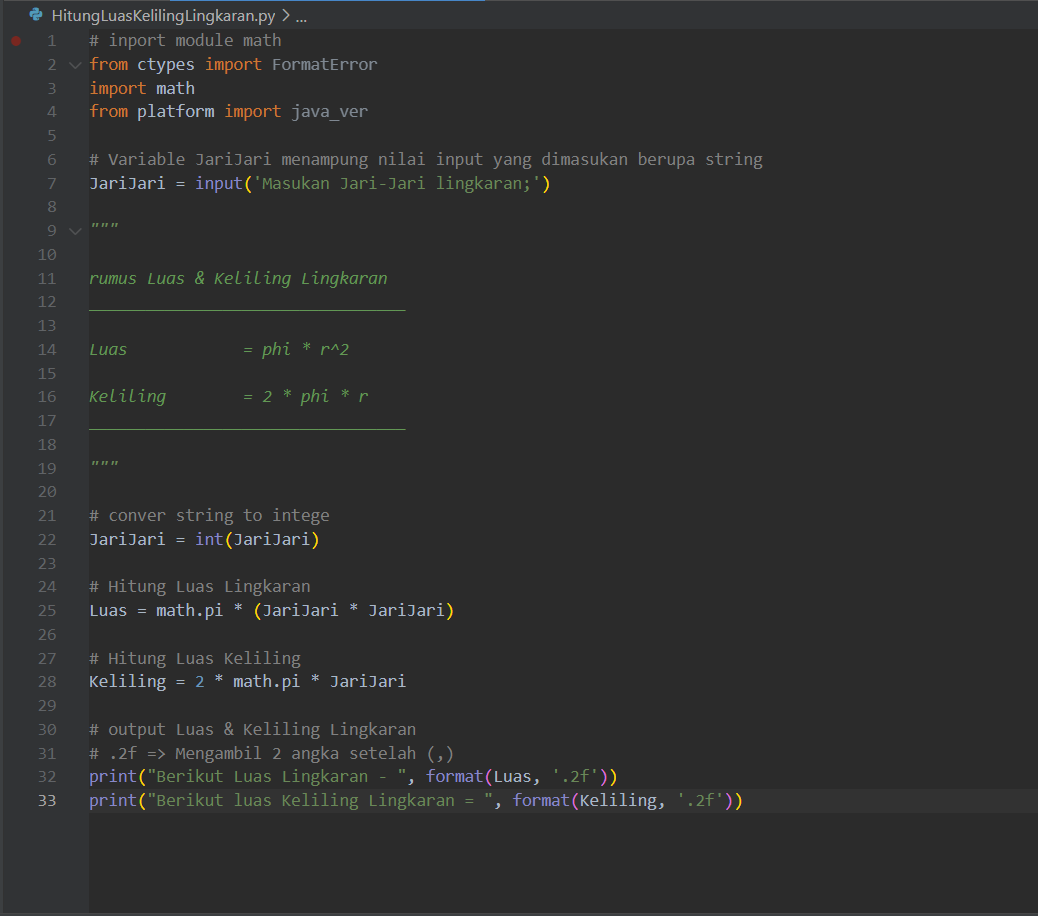 HitungLuasKelilingLingkaran.py > ...
1 # inport module math
2 from ctypes import FormatError
3 import math
4 from platform import java_ver
5
6 # Variable JariJari menampung nilai input yang dimasukan berupa string
7 JariJari = input('Masukan Jari-Jari lingkaran;')
8
9 """
10
11 rumus Luas & Keliling Lingkaran
12 _________________________________
13
14 Luas            = phi * r^2
15
16 Keliling        = 2 * phi * r
17 _________________________________
18
19 """
20
21 # conver string to intege
22 JariJari = int(JariJari)
23
24 # Hitung Luas Lingkaran
25 Luas = math.pi * (JariJari * JariJari)
26
27 # Hitung Luas Keliling
28 Keliling = 2 * math.pi * JariJari
29
30 # output Luas & Keliling Lingkaran
31 # .2f => Mengambil 2 angka setelah (,)
32 print("Berikut Luas Lingkaran - ", format(Luas, '.2f'))
33 print("Berikut luas Keliling Lingkaran = ", format(Keliling, '.2f'))